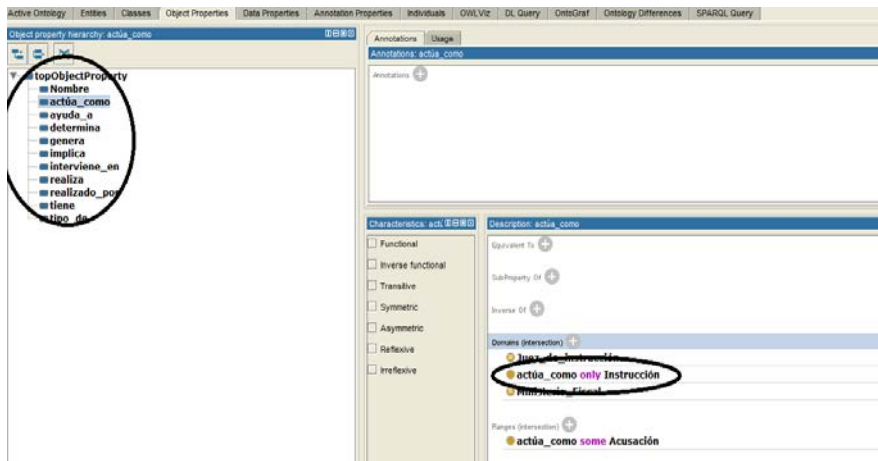 Active Ontology Entities Classes Object Properties Data Properties Annotation Properties Individuals OWLViz DL Query OntoGraf Ontology Differences SPARQL Query
Object property hierarchy: actúa_como
topObjectProperty
Nombre
actúa_como
ayuda_a
determina
genera
implica
interviene_en
realiza
realizado_por
tiene
tipo_de
Annotations Usage
Annotations: actúa_como
Annotations
Characteristics: actú
Functional
Inverse functional
Transitive
Symmetric
Asymmetric
Reflexive
Irreflexive
Description: actúa_como
Equivalent To
SubProperty Of
Inverse Of
Domains (intersection)
Juez_de_instrucción
actúa_como only Instrucción
Ministerio_Fiscal
Ranges (intersection)
actúa_como some Acusación